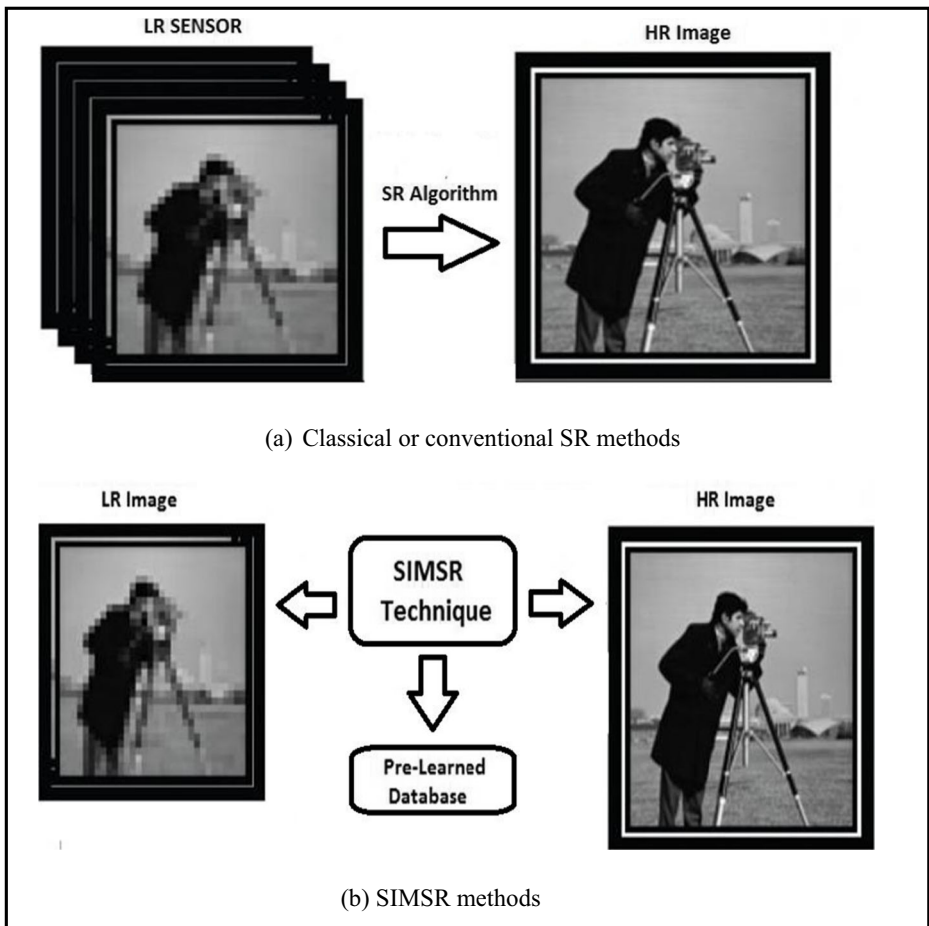 LR SENSOR
HR Image
SR Algorithm
(a) Classical or conventional SR methods
LR Image
HR Image
SIMSR
Technique
Pre-Learned
Database
(b) SIMSR methods